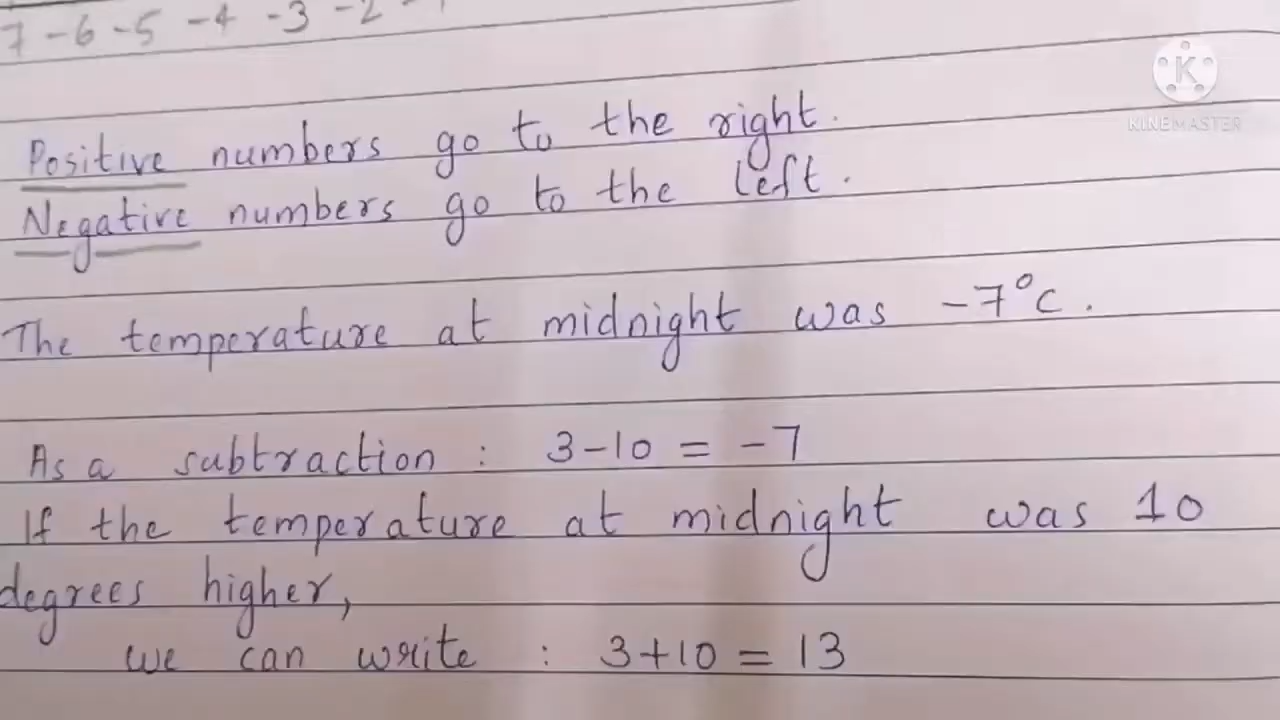 7 -6 -5 -4 -3 -2
Positive numbers go to the right.
Negative numbers go to the left.
The temperature at midnight was -7°C.
As a subtraction : 3-10 = -7
If the temperature at midnight was 10
degrees higher,
we can write : 3+10 = 13
K
KINEMASTER